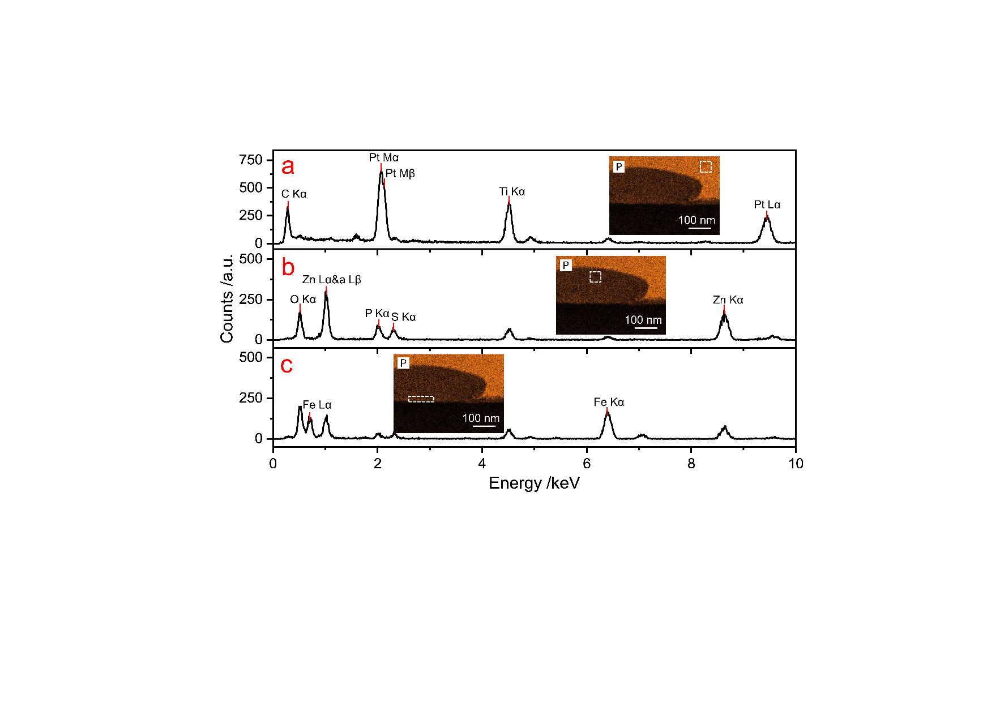 a
750
500
250
0
C Kα
Pt Mα
Pt Mβ
Ti Kα
Pt Lα
P
100 nm
b
500
250
0
O Kα
Zn Lα&a Lβ
P Kα
S Kα
Zn Kα
P
100 nm
c
500
250
0
Fe Lα
Fe Kα
P
100 nm
Counts /a.u.
0 2 4 6 8 10
Energy /keV